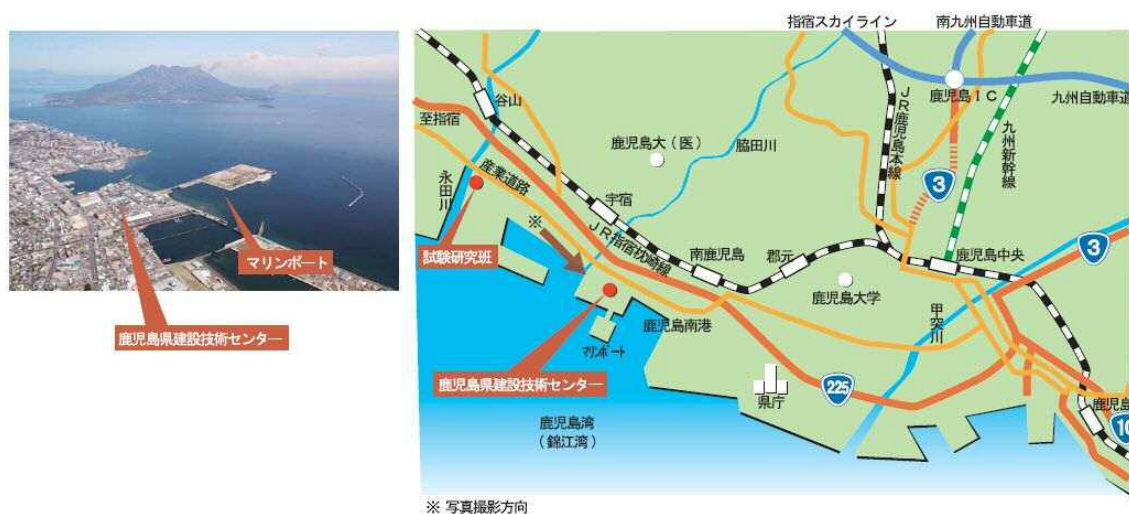 マリンポート
鹿児島県建設技術センター
指宿スカイライン
南九州自動車道
鹿児島IC
九州自動車道
谷山
至指宿
鹿児島大(医)
脇田川
JR鹿児島本線
九州新幹線
3
永田川
産業道路
宇宿
試験研究班
※
JR指宿枕崎線
南鹿児島
郡元
鹿児島中央
3
鹿児島大学
甲突川
鹿児島南港
マリンポート
鹿児島県建設技術センター
県庁
225
鹿児島
10
鹿児島湾
(錦江湾)
※ 写真撮影方向